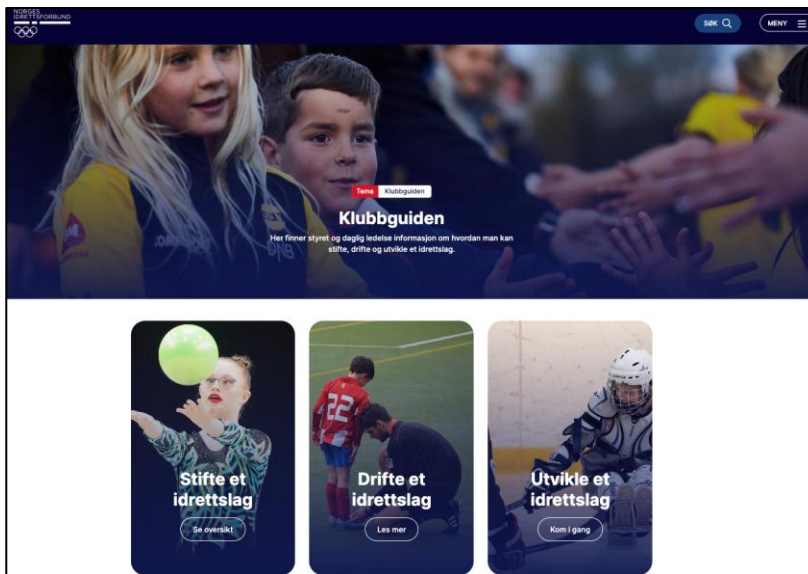 NORGES
IDRETTSFORBUND
SØK
MENY
Tema Klubbguiden
Klubbguiden
Her finner styret og daglig ledelse informasjon om hvordan man kan
stifte, drifte og utvikle et idrettslag.
22
Stifte et
idrettslag
Se oversikt
Drifte et
idrettslag
Les mer
Utvikle et
idrettslag
Kom i gang